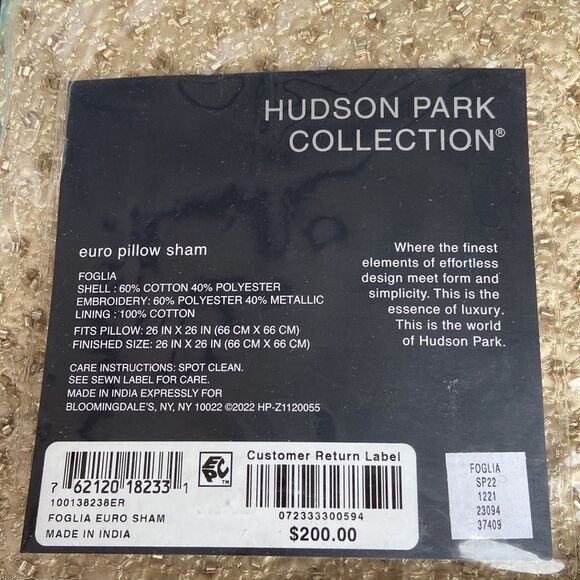 HUDSON PARK
COLLECTION®
euro pillow sham
FOGLIA
SHELL : 60% COTTON 40% POLYESTER
EMBROIDERY: 60% POLYESTER 40% METALLIC
LINING : 100% COTTON
FITS PILLOW: 26 IN X 26 IN (66 CM X 66 CM)
FINISHED SIZE: 26 IN X 26 IN (66 CM X 66 CM)
CARE INSTRUCTIONS: SPOT CLEAN.
SEE SEWN LABEL FOR CARE.
MADE IN INDIA EXPRESSLY FOR
BLOOMINGDALE'S, NY, NY 10022 ©2022 HP-Z1120055
Where the finest
elements of effortless
design meet form and
simplicity. This is the
essence of luxury.
This is the world
of Hudson Park.
7 62120 18233 1
100138238ER
FOGLIA EURO SHAM
MADE IN INDIA
EPC
Customer Return Label
072333300594
$200.00
FOGLIA
SP22
1221
23094
37409